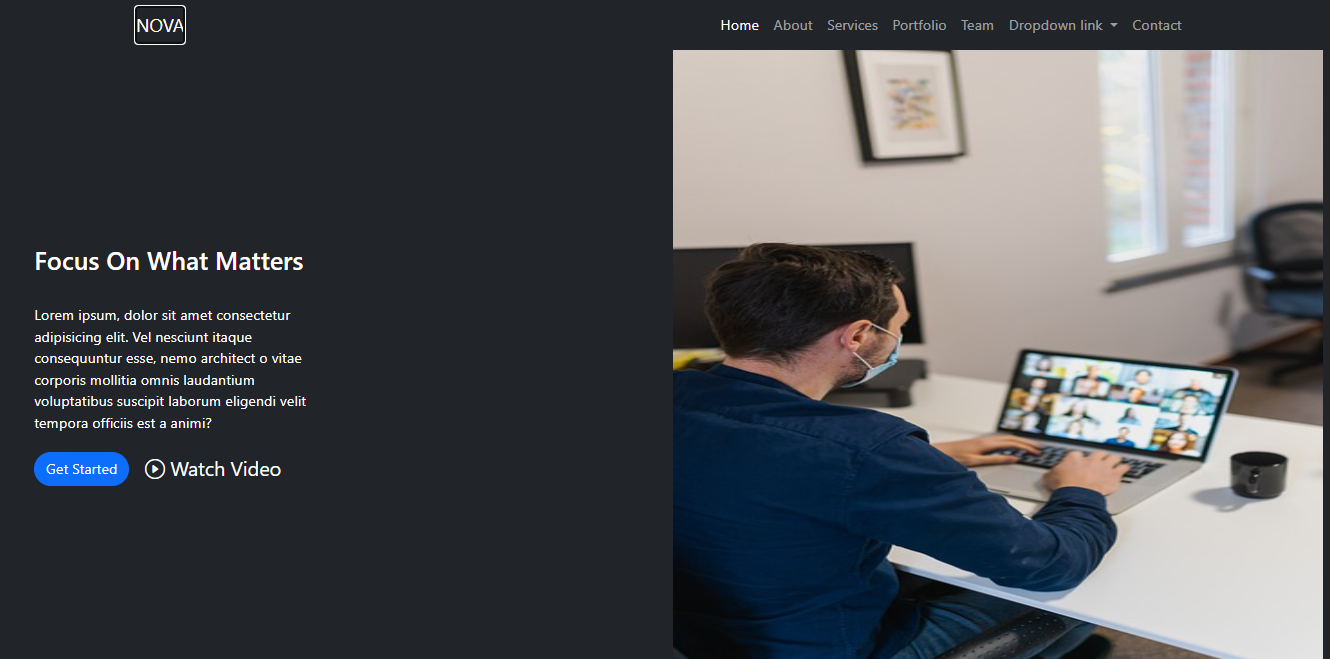 NOVA
Home About Services Portfolio Team Dropdown link Contact
Focus On What Matters
Lorem ipsum, dolor sit amet consectetur
adipisicing elit. Vel nesciunt itaque
consequuntur esse, nemo architect o vitae
corporis mollitia omnis laudantium
voluptatibus suscipit laborum eligendi velit
tempora officiis est a animi?
Get Started Watch Video